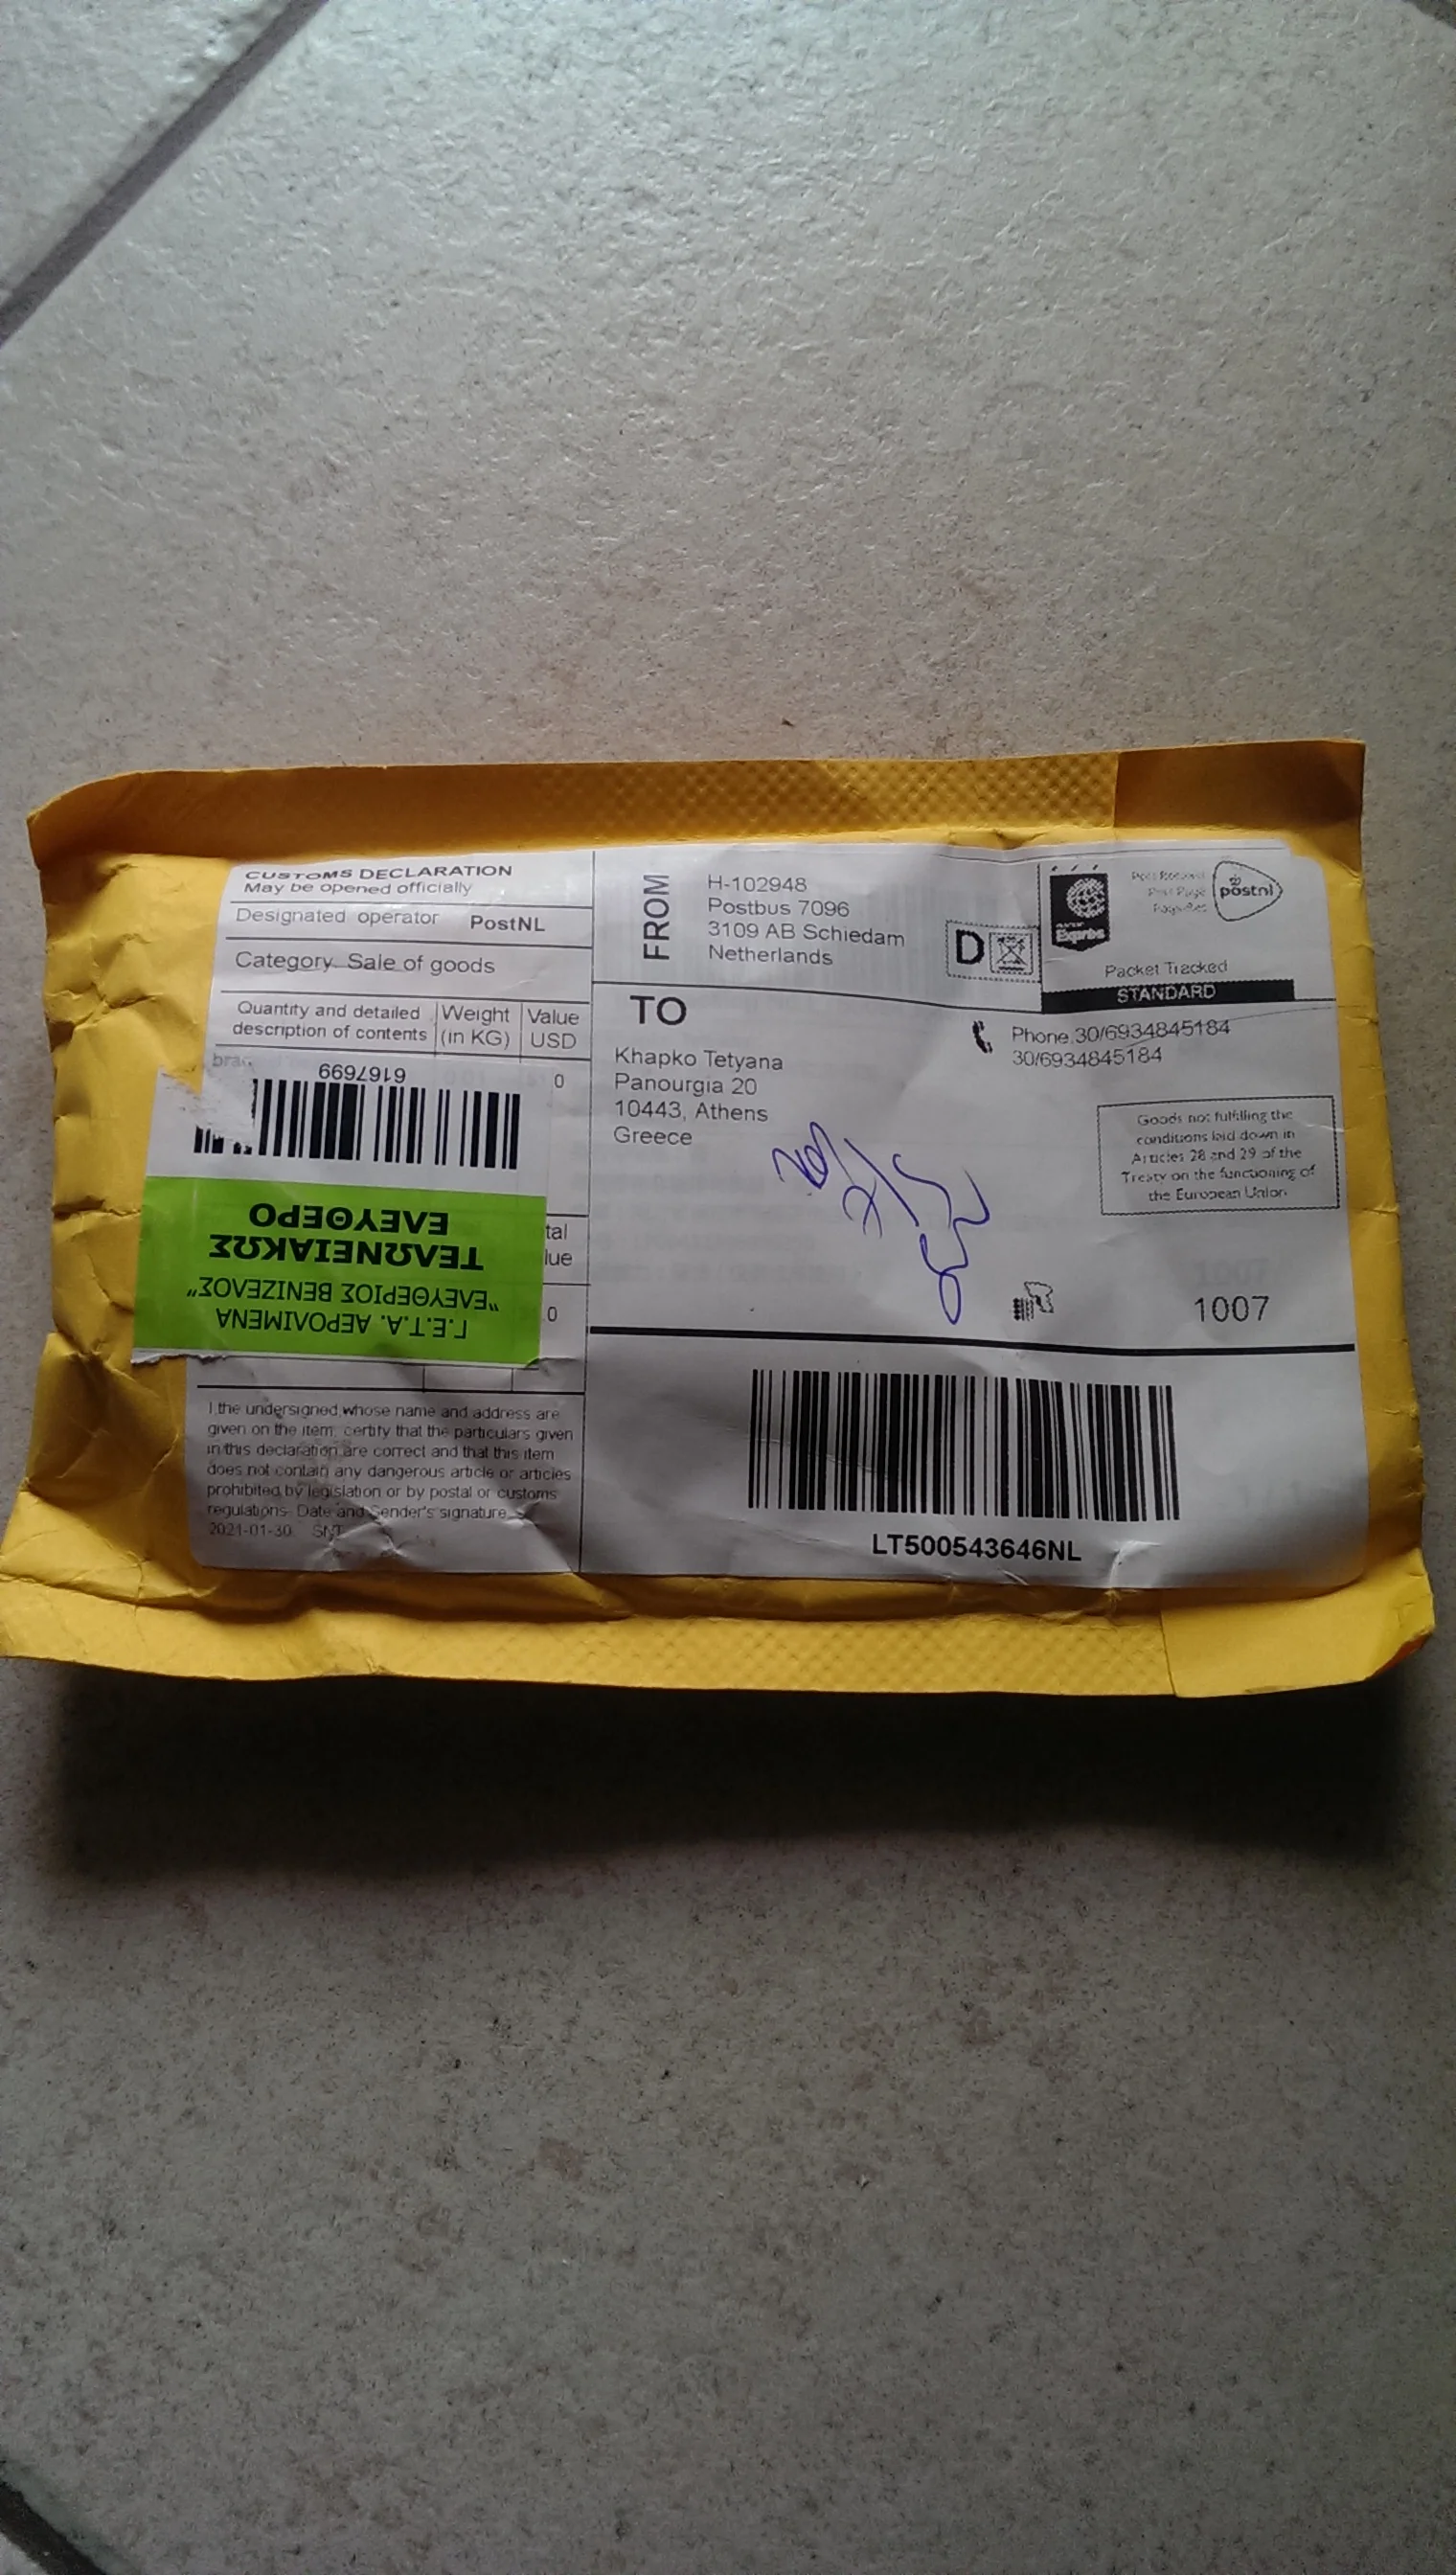 CUSTOMS DECLARATION
May be opened officially
Designated operator PostNL
Category Sale of goods
Quantity and detailed description of contents
Weight (in KG)
Value USD
0
6167699
ΤΕΛΩΝΕΙΑΚΩΣ
ΕΛΕΥΘΕΡΟ
Γ.Ε.Τ.Α. ΑΕΡΟΛΙΜΕΝΑ
"ΕΛΕΥΘΕΡΙΟΣ ΒΕΝΙΖΕΛΟΣ"
I the undersigned whose name and address are
given on the item, certify that the particulars given
in this declaration are correct and that this item
does not contain any dangerous article or articles
prohibited by legislation or by postal or customs
regulations. Date and Sender's signature
2021-01-30
FROM
H-102948
Postbus 7096
3109 AB Schiedam
Netherlands
D
postnl
Packet Tracked
STANDARD
TO
Khapko Tetyana
Panourgia 20
10443, Athens
Greece
Phone.30/6934845184
30/6934845184
Goods not fulfilling the
conditions laid down in
Articles 28 and 29 of the
Treaty on the functioning of
the European Union
1007
LT500543646NL